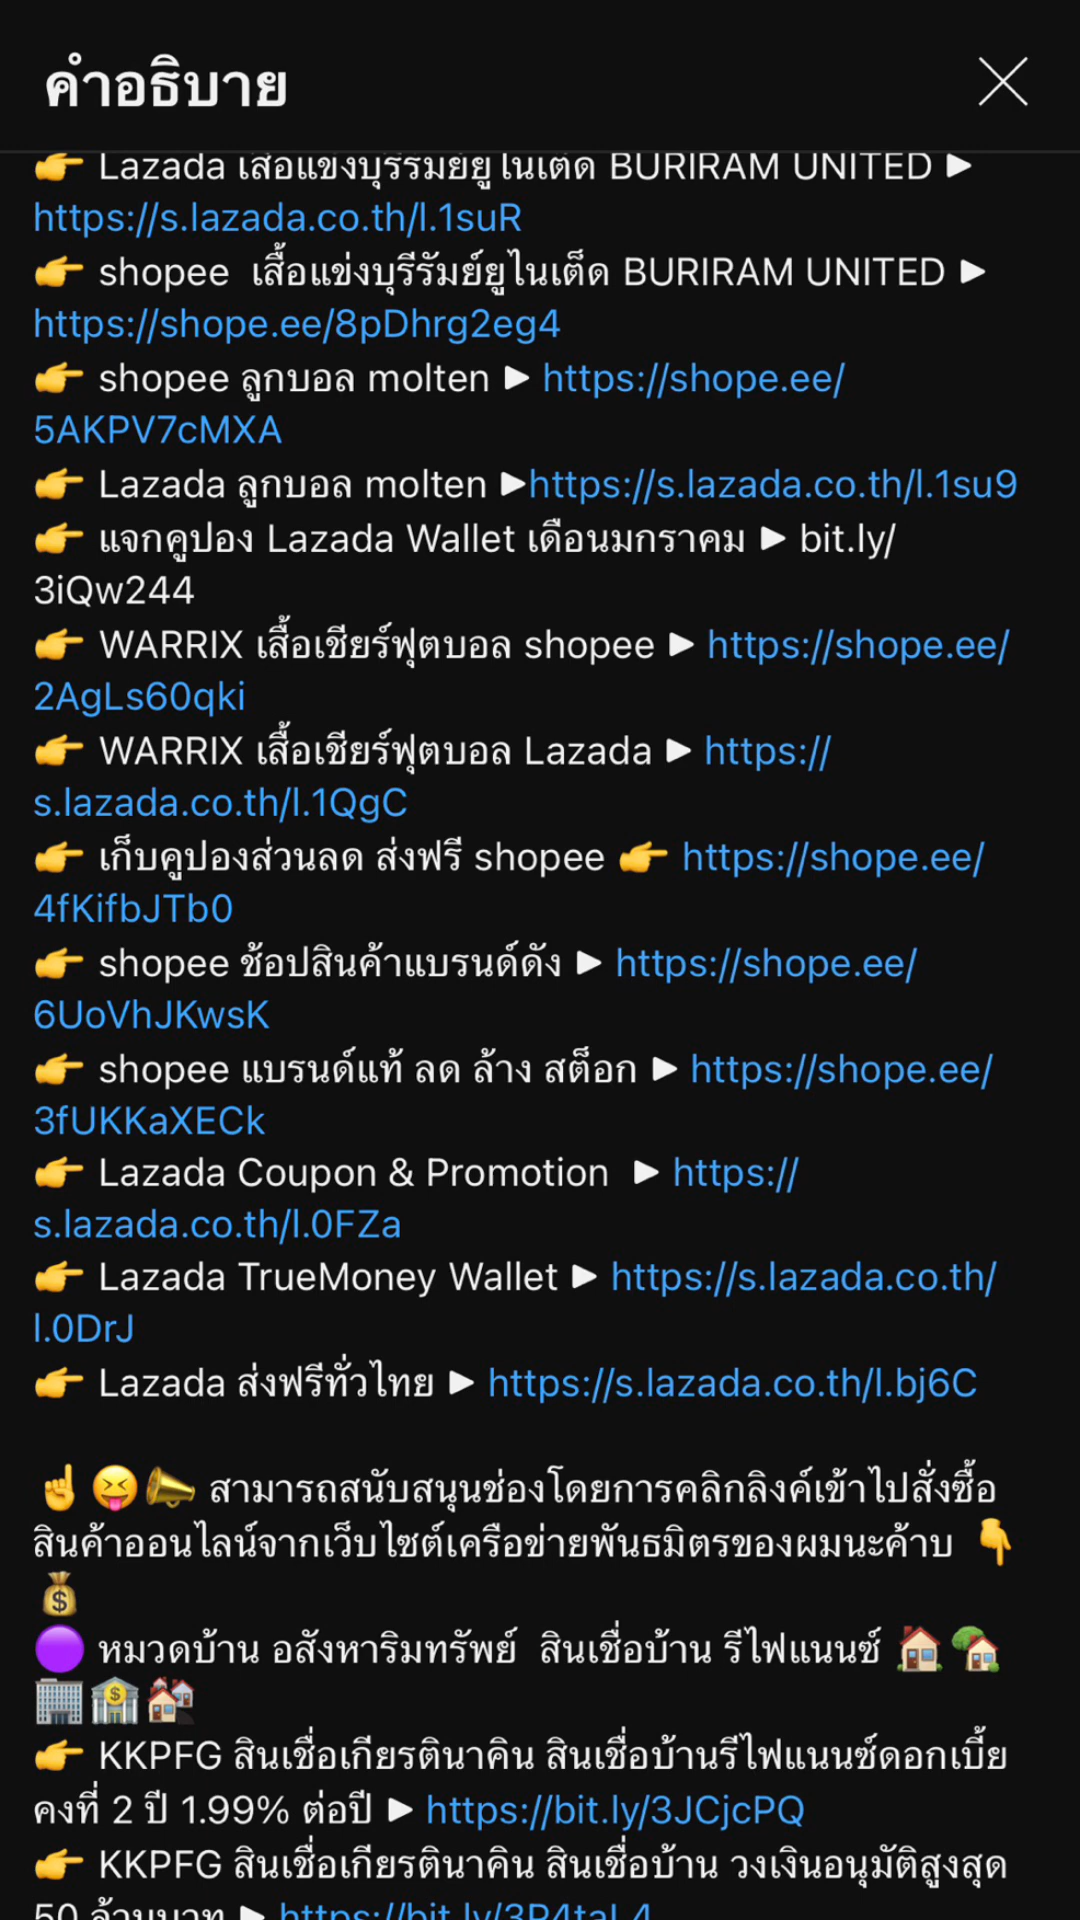 คำอธิบาย
👉 Lazada เสื้อแข่งบุรีรัมย์ยูไนเต็ด BURIRAM UNITED ▶
https://s.lazada.co.th/l.1suR
👉 shopee  เสื้อแข่งบุรีรัมย์ยูไนเต็ด BURIRAM UNITED ▶
https://shope.ee/8pDhrg2eg4
👉 shopee ลูกบอล molten ▶ https://shope.ee/
5AKPV7cMXA
👉 Lazada ลูกบอล molten ▶https://s.lazada.co.th/l.1su9
👉 แจกคูปอง Lazada Wallet เดือนมกราคม ▶ bit.ly/
3iQw244
👉 WARRIX เสื้อเชียร์ฟุตบอล shopee ▶ https://shope.ee/
2AgLs60qki
👉 WARRIX เสื้อเชียร์ฟุตบอล Lazada ▶ https://
s.lazada.co.th/l.1QgC
👉 เก็บคูปองส่วนลด ส่งฟรี shopee 👉 https://shope.ee/
4fKifbJTb0
👉 shopee ช้อปสินค้าแบรนด์ดัง ▶ https://shope.ee/
6UoVhJKwsK
👉 shopee แบรนด์แท้ ลด ล้าง สต็อก ▶ https://shope.ee/
3fUKKaXECk
👉 Lazada Coupon & Promotion  ▶ https://
s.lazada.co.th/l.0FZa
👉 Lazada TrueMoney Wallet ▶ https://s.lazada.co.th/
l.0DrJ
👉 Lazada ส่งฟรีทั่วไทย ▶ https://s.lazada.co.th/l.bj6C
☝😝📣 สามารถสนับสนุนช่องโดยการคลิกลิงค์เข้าไปสั่งซื้อ
สินค้าออนไลน์จากเว็บไซต์เครือข่ายพันธมิตรของผมนะค้าบ 👇
💰
🟣 หมวดบ้าน อสังหาริมทรัพย์  สินเชื่อบ้าน รีไฟแนนซ์ 🏠🏡
🏢🏦🏘
👉 KKPFG สินเชื่อเกียรตินาคิน สินเชื่อบ้านรีไฟแนนซ์ดอกเบี้ย
คงที่ 2 ปี 1.99% ต่อปี ▶ https://bit.ly/3JCjcPQ
👉 KKPFG สินเชื่อเกียรตินาคิน สินเชื่อบ้าน วงเงินอนุมัติสูงสุด
50 ล้านบาท ▶ https://bit.ly/3P4taL4